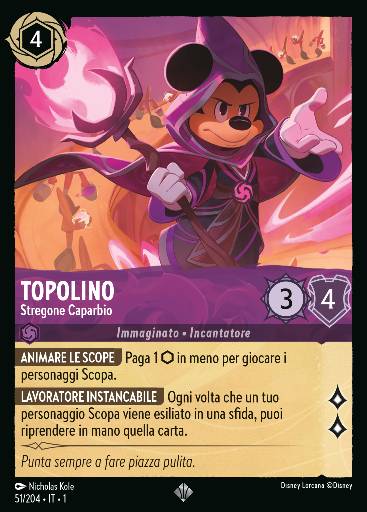 4
TOPOLINO
Stregone Caparbio
3
4
Immaginato • Incantatore
ANIMARE LE SCOPE Paga 1 in meno per giocare i
personaggi Scopa.
LAVORATORE INSTANCABILE Ogni volta che un tuo
personaggio Scopa viene esiliato in una sfida, puoi
riprendere in mano quella carta.
Punta sempre a fare piazza pulita.
Nicholas Kole
Disney Lorcana ©Disney
51/204 • IT • 1